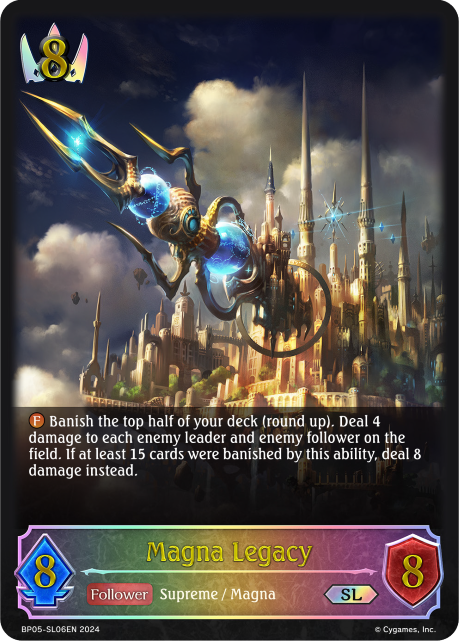 8
F Banish the top half of your deck (round up). Deal 4
damage to each enemy leader and enemy follower on the
field. If at least 15 cards were banished by this ability, deal 8
damage instead.
Magna Legacy
8
Follower Supreme / Magna
SL
8
BP05-SL06EN 2024
© Cygames, Inc.